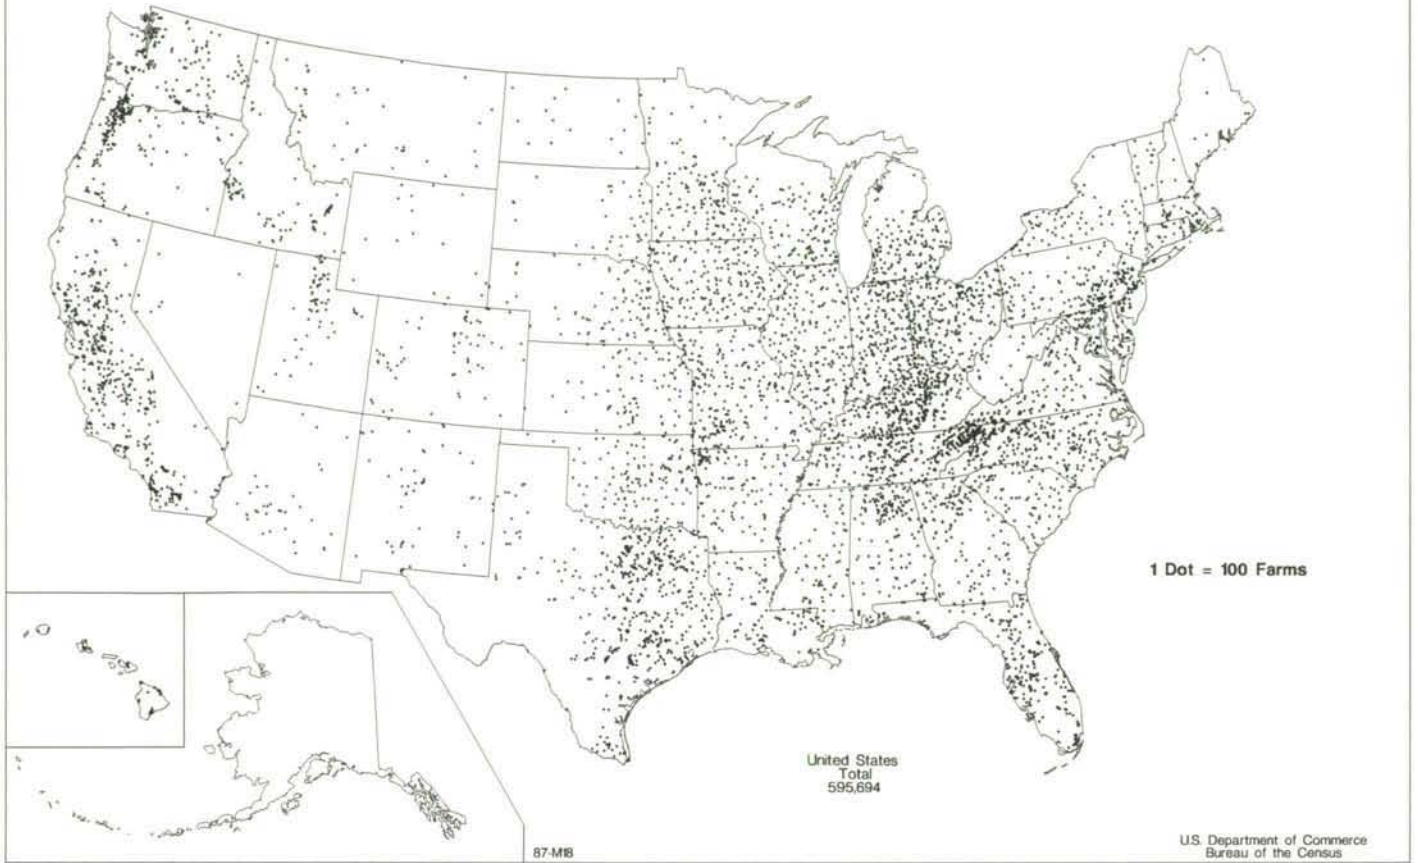 1 Dot = 100 Farms
United States
Total
595,694
87-M18
U.S. Department of Commerce
Bureau of the Census